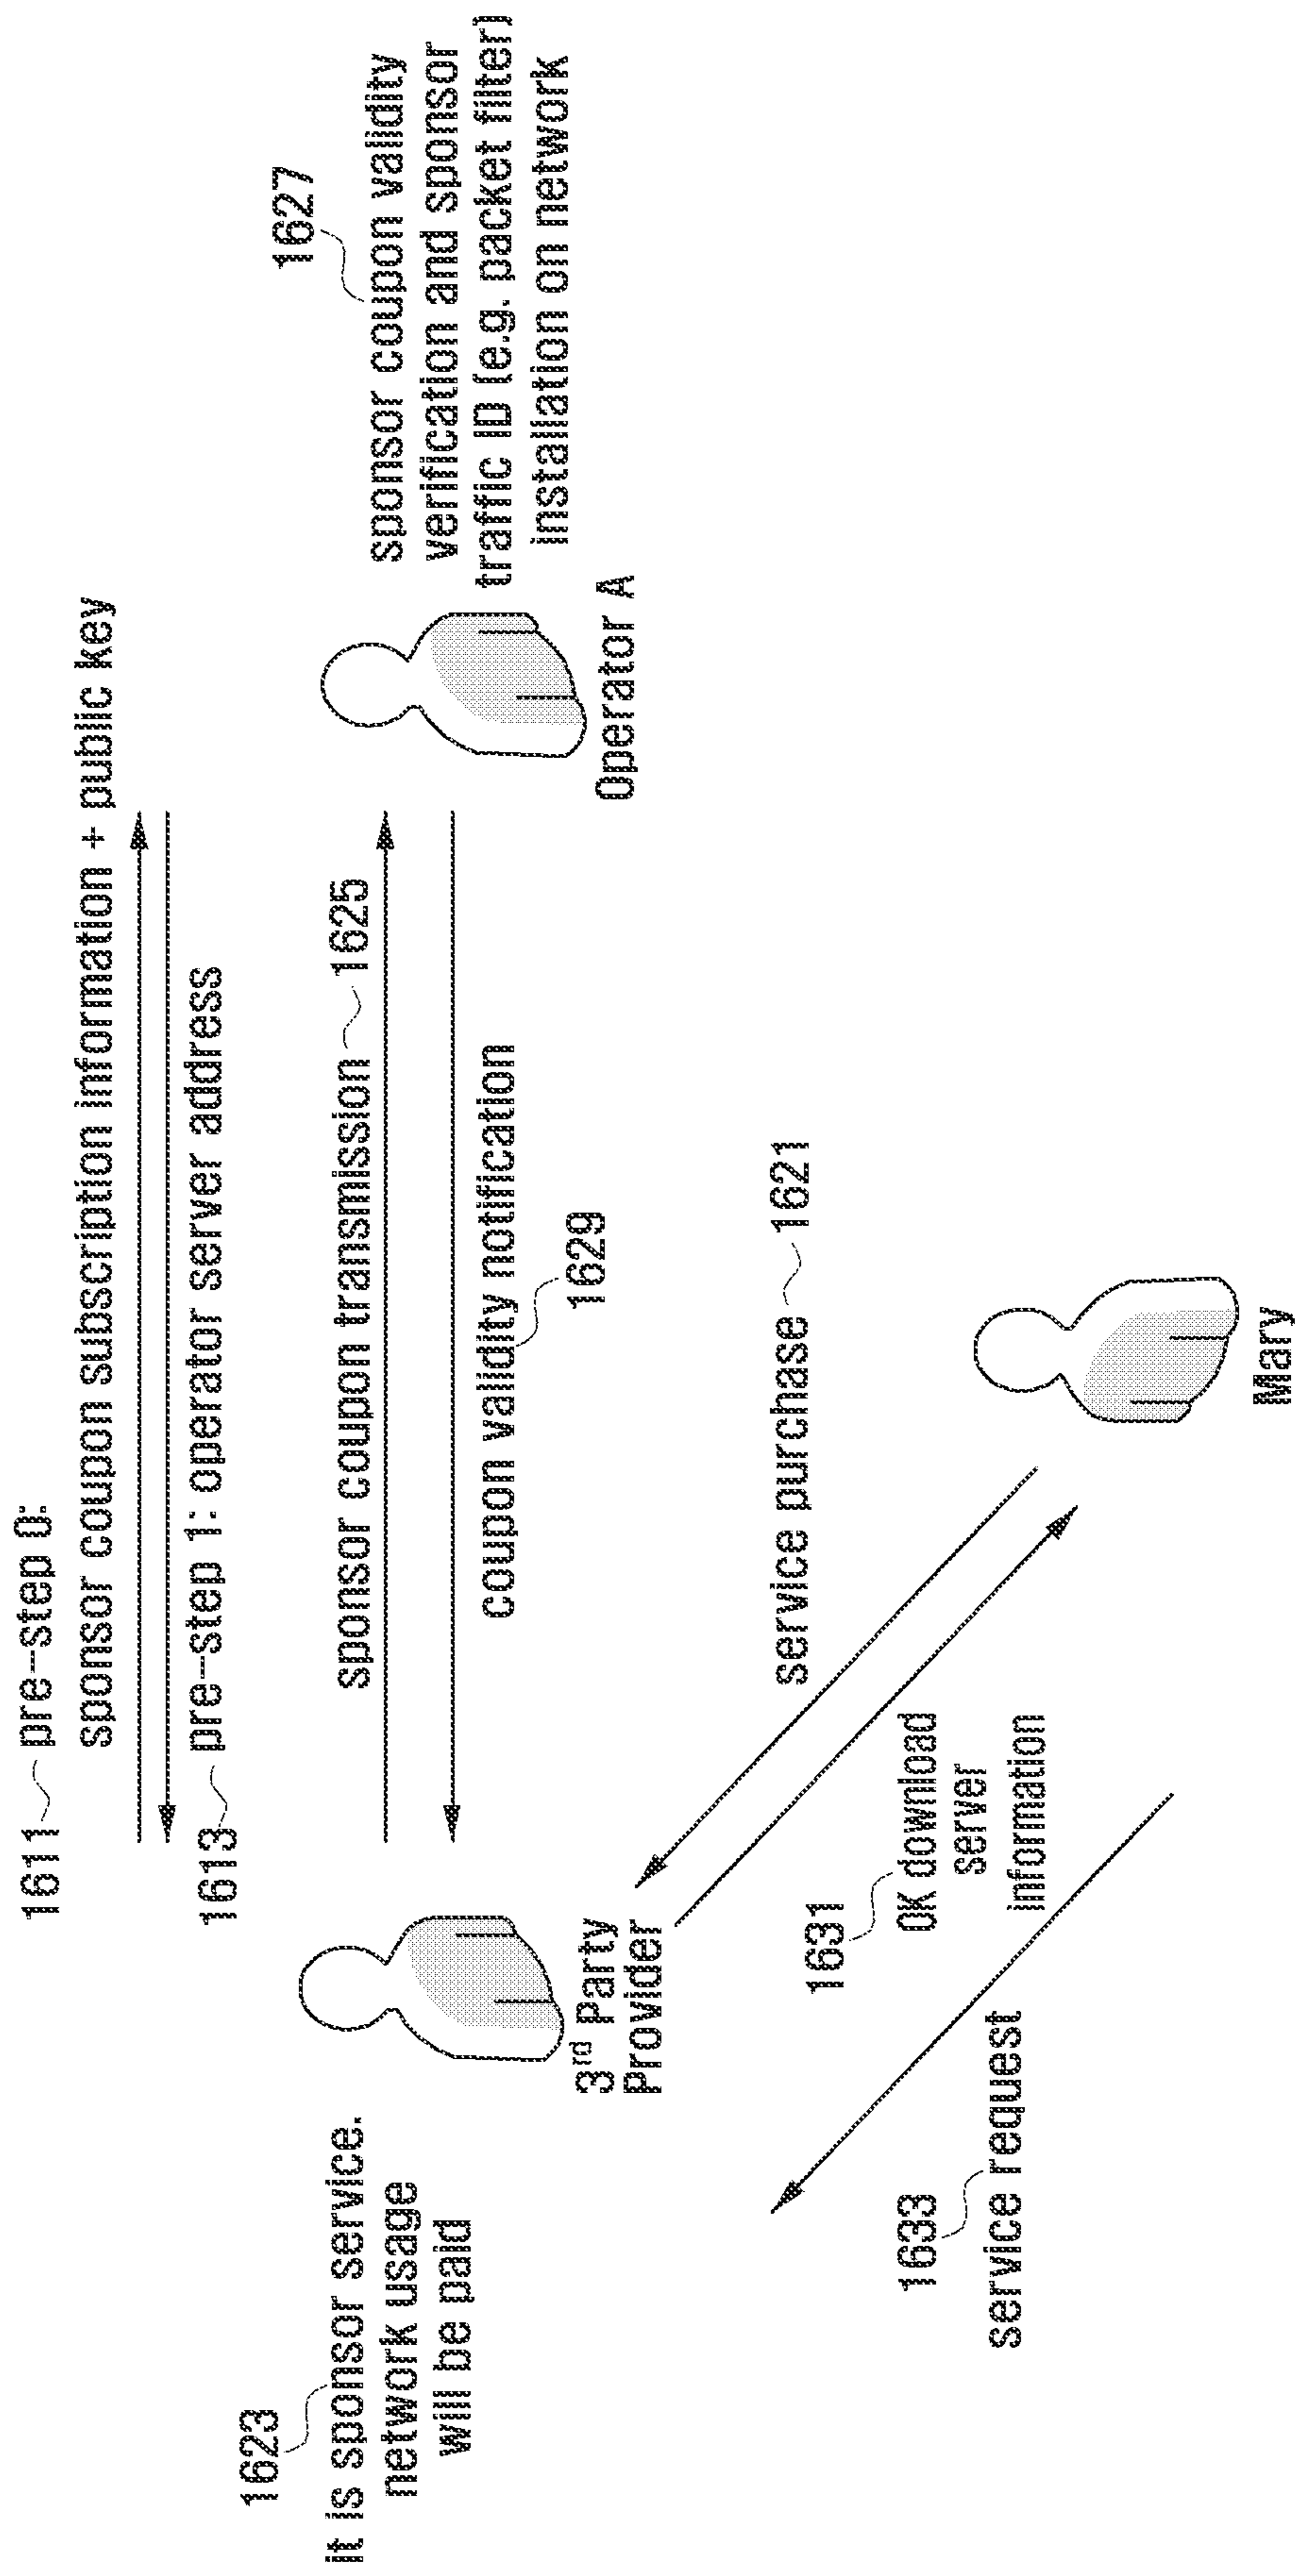 1611 pre-step 0:
sponsor coupon subscription information + public key
1613 pre-step 1: operator server address
1623
it is sponsor service.
network usage
will be paid
sponsor coupon transmission 1625
coupon validity notification
1629
1627
sponsor coupon validity
verification and sponsor
traffic ID (e.g. packet filter)
installation on network
3rd Party
Provider
Operator A
service purchase 1621
1631
OK download
server
information
1633
service request
Mary